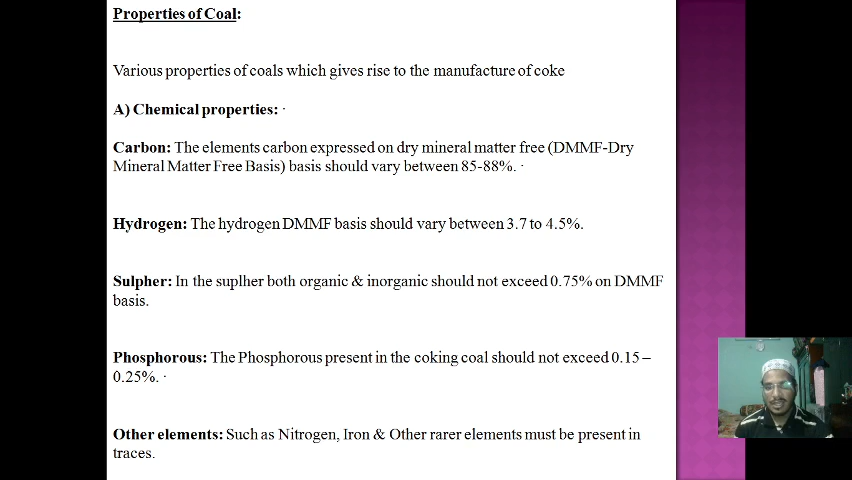 Properties of Coal:
Various properties of coals which gives rise to the manufacture of coke
A) Chemical properties: ·
Carbon: The elements carbon expressed on dry mineral matter free (DMMF-Dry
Mineral Matter Free Basis) basis should vary between 85-88%. ·
Hydrogen: The hydrogen DMMF basis should vary between 3.7 to 4.5%.
Sulpher: In the suplher both organic & inorganic should not exceed 0.75% on DMMF
basis.
Phosphorous: The Phosphorous present in the coking coal should not exceed 0.15 –
0.25%. ·
Other elements: Such as Nitrogen, Iron & Other rarer elements must be present in
traces.